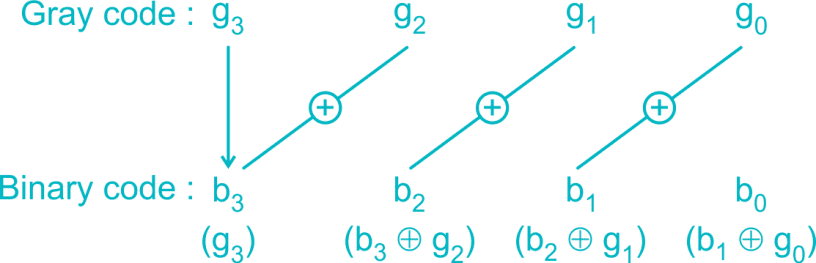 Gray code : g₃ g₂ g₁ g₀
+ + +
Binary code : b₃ b₂ b₁ b₀
(g₃) (b₃ ⊕ g₂) (b₂ ⊕ g₁) (b₁ ⊕ g₀)